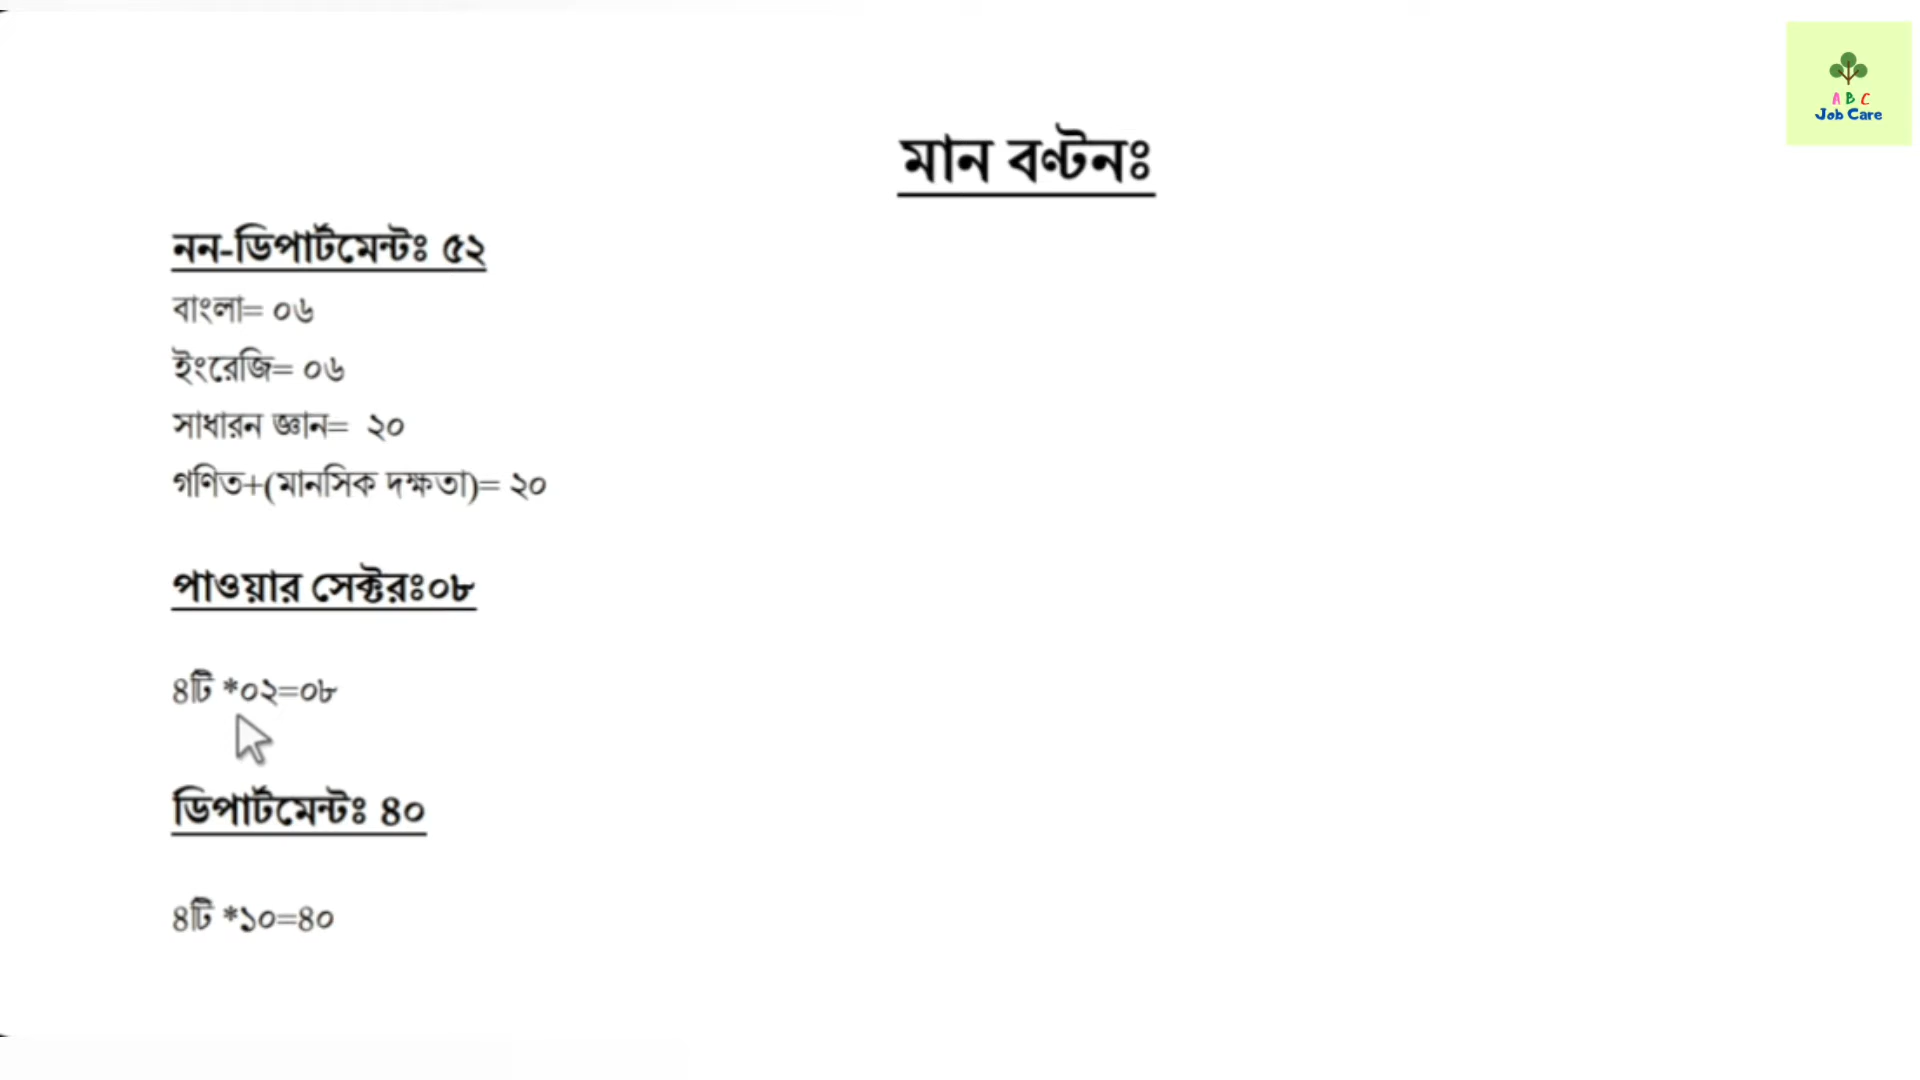 A B C
Job Care
মান বণ্টনঃ
নন-ডিপার্টমেন্টঃ ৫২
বাংলা= ০৬
ইংরেজি= ০৬
সাধারন জ্ঞান= ২০
গণিত+(মানসিক দক্ষতা)= ২০
পাওয়ার সেক্টরঃ০৮
৪টি *০২=০৮
ডিপার্টমেন্টঃ ৪০
৪টি *১০=৪০